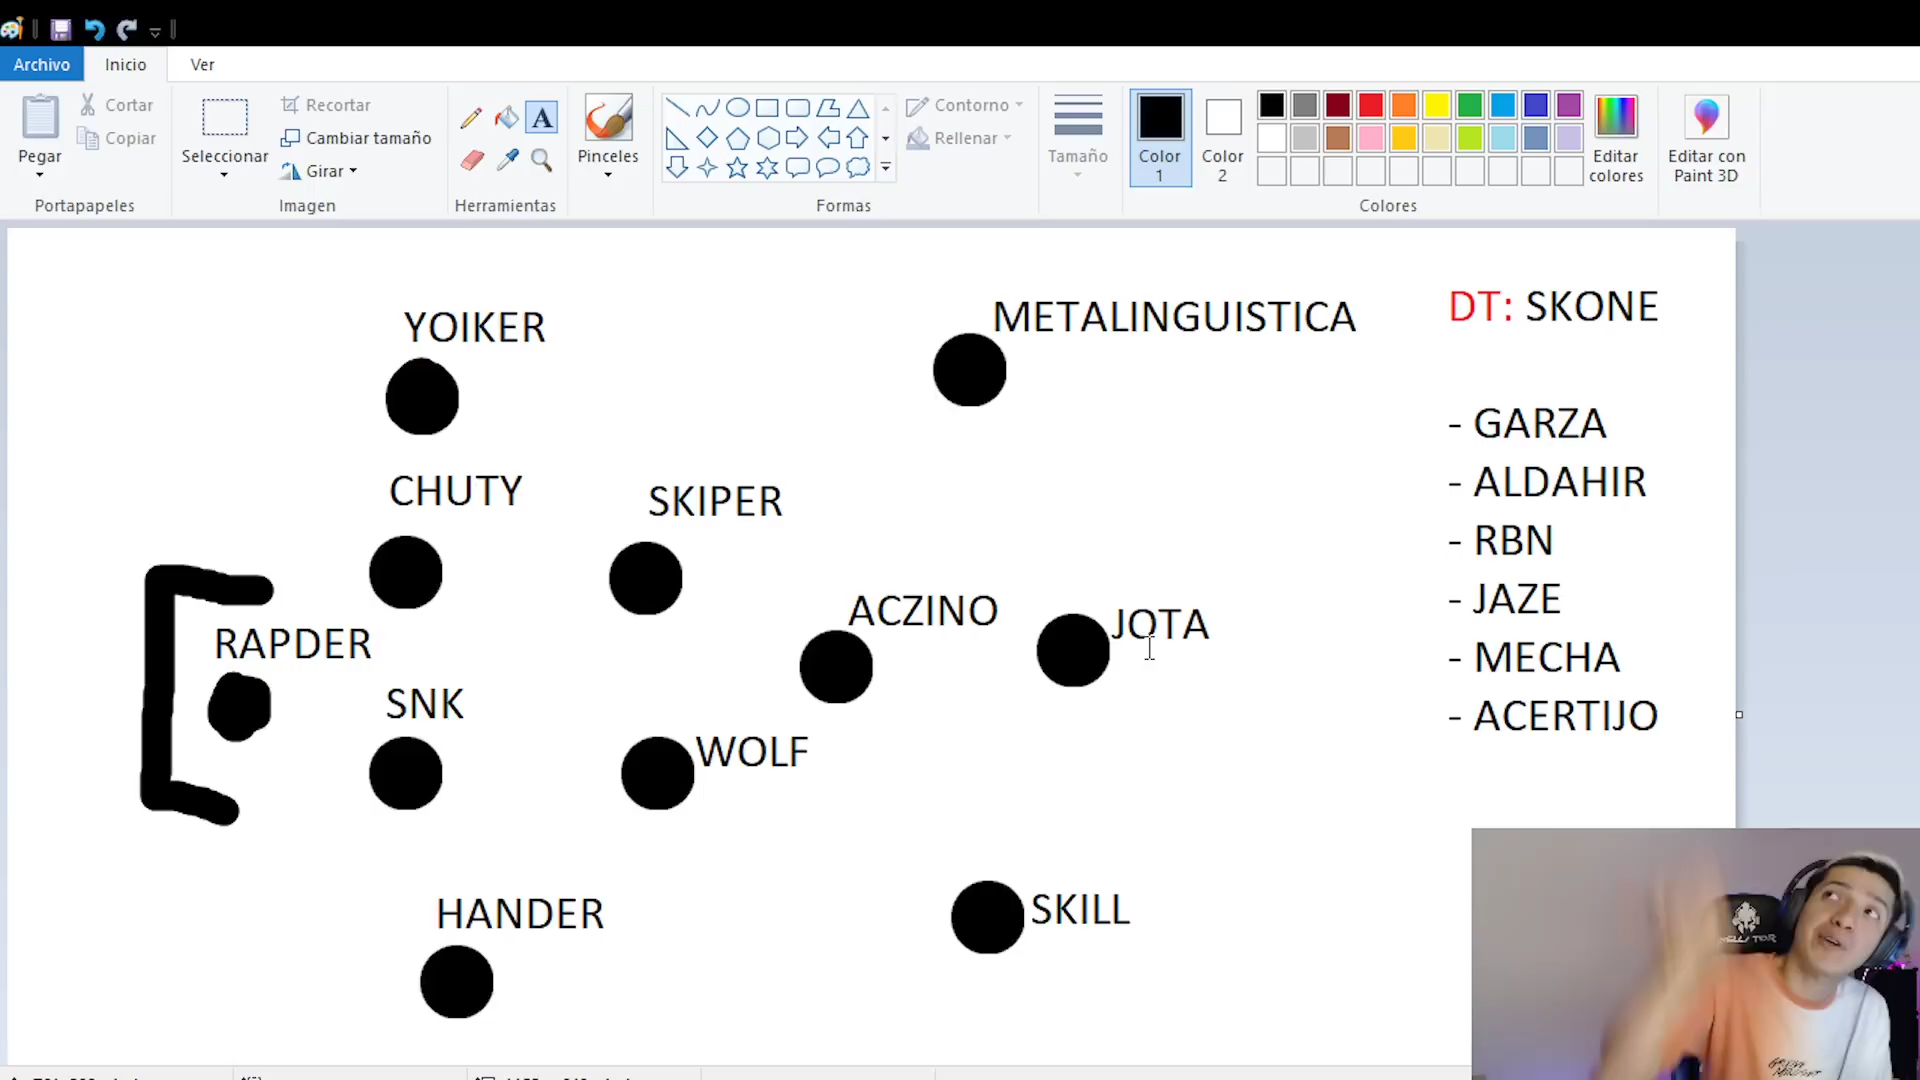 Archivo Inicio Ver
Pegar
Cortar
Copiar
Portapapeles
Seleccionar
Recortar
Cambiar tamaño
Girar
Imagen
A
Herramientas
Pinceles
Formas
Contorno
Rellenar
Tamaño
Color 1
Color 2
Colores
Editar colores
Editar con Paint 3D
YOIKER
METALINGUISTICA
DT: SKONE
CHUTY
SKIPER
- GARZA
- ALDAHIR
- RBN
- JAZE
- MECHA
- ACERTIJO
RAPDER
ACZINO
JOTA
SNK
WOLF
HANDER
SKILL